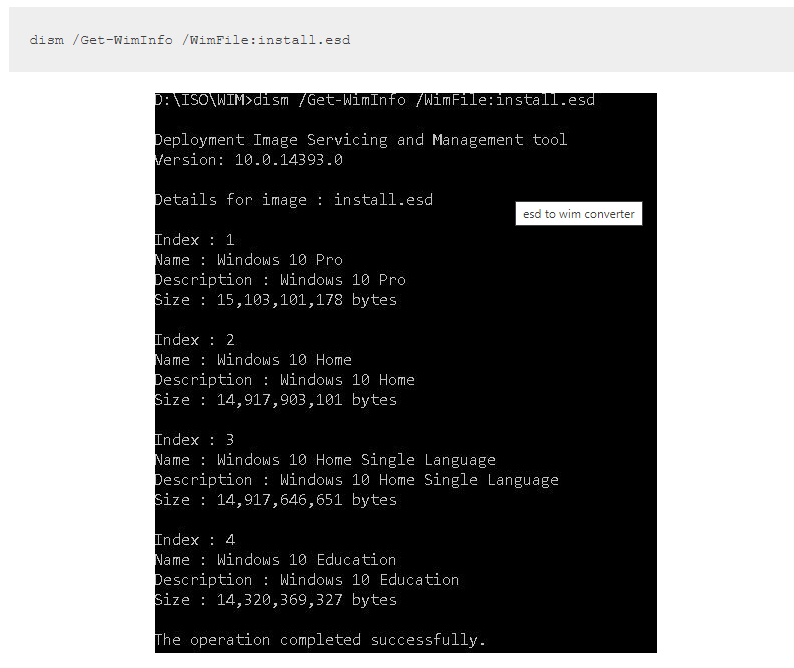 dism /Get-WimInfo /WimFile:install.esd
D:\ISO\WIM>dism /Get-WimInfo /WimFile:install.esd
Deployment Image Servicing and Management tool
Version: 10.0.14393.0
Details for image : install.esd
esd to wim converter
Index : 1
Name : Windows 10 Pro
Description : Windows 10 Pro
Size : 15,103,101,178 bytes
Index : 2
Name : Windows 10 Home
Description : Windows 10 Home
Size : 14,917,903,101 bytes
Index : 3
Name : Windows 10 Home Single Language
Description : Windows 10 Home Single Language
Size : 14,917,646,651 bytes
Index : 4
Name : Windows 10 Education
Description : Windows 10 Education
Size : 14,320,369,327 bytes
The operation completed successfully.